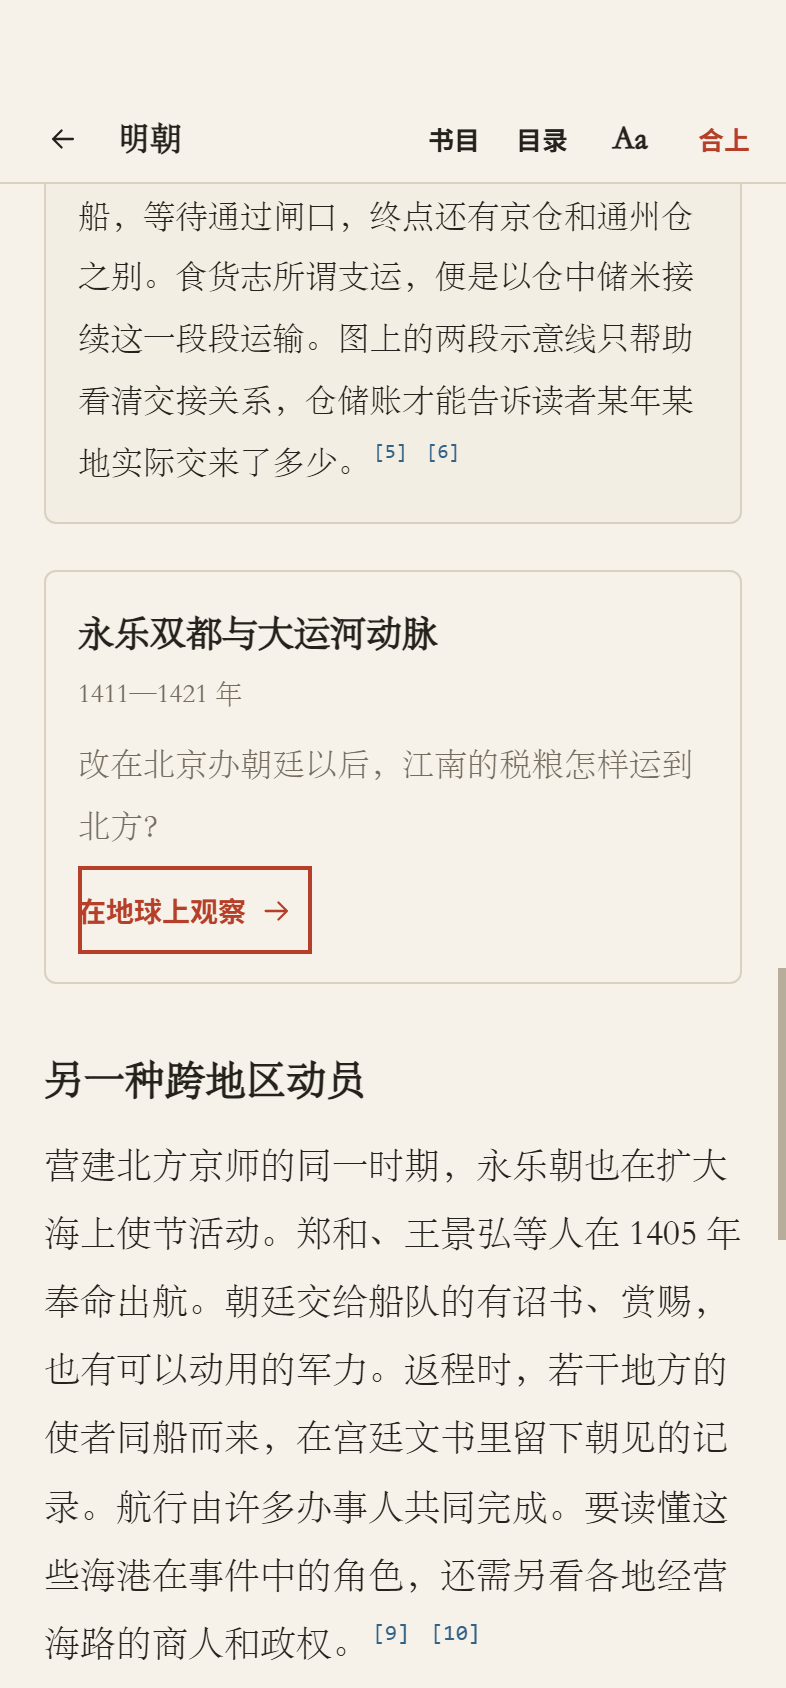 ← 明朝 书目 目录 Aa 合上
船，等待通过闸口，终点还有京仓和通州仓
之别。食货志所谓支运，便是以仓中储米接
续这一段段运输。图上的两段示意线只帮助
看清交接关系，仓储账才能告诉读者某年某
地实际交来了多少。[5] [6]
永乐双都与大运河动脉
1411—1421 年
改在北京办朝廷以后，江南的税粮怎样运到
北方?
在地球上观察 →
另一种跨地区动员
营建北方京师的同一时期，永乐朝也在扩大
海上使节活动。郑和、王景弘等人在 1405 年
奉命出航。朝廷交给船队的有诏书、赏赐，
也有可以动用的军力。返程时，若干地方的
使者同船而来，在宫廷文书里留下朝见的记
录。航行由许多办事人共同完成。要读懂这
些海港在事件中的角色，还需另看各地经营
海路的商人和政权。[9] [10]